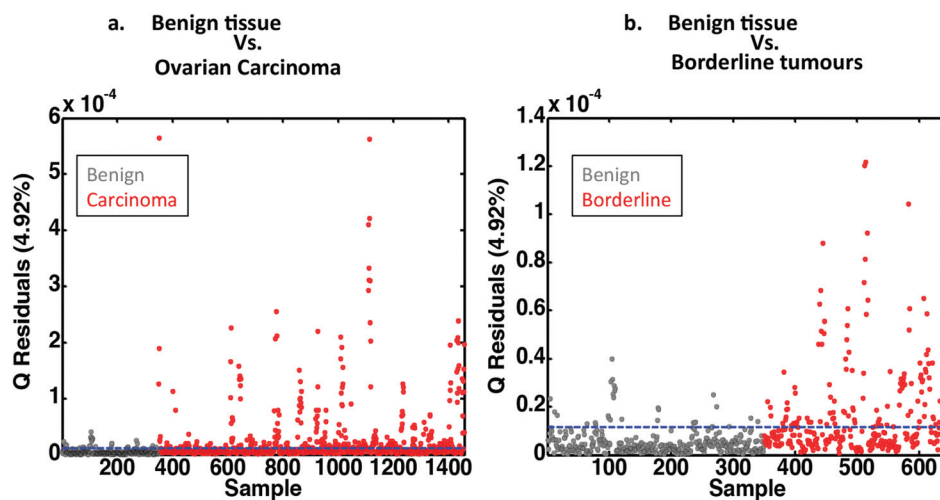 a. Benign tissue
Vs.
Ovarian Carcinoma
6 x 10⁻⁴
5
4
3
2
1
0
Q Residuals (4.92%)
Benign
Carcinoma
200 400 600 800 1000 1200 1400
Sample
b. Benign tissue
Vs.
Borderline tumours
1.4 x 10⁻⁴
1.2
1
0.8
0.6
0.4
0.2
0
Q Residuals (4.92%)
Benign
Borderline
100 200 300 400 500 600
Sample